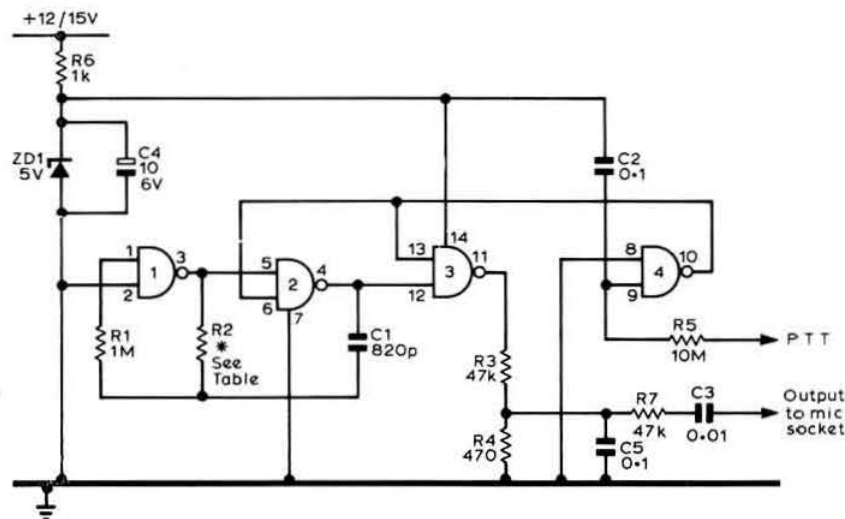 +12/15V
R6
1k
ZD1
5V
C4
10
6V
C2
0·1
1
2
3
1
5
6
4
2
7
13
12
14
11
3
8
9
10
4
R1
1M
R2
*
See
Table
C1
820p
R3
47k
R5
10M
PTT
R4
470
C5
0·1
R7
47k
C3
0·01
Output
to mic
socket